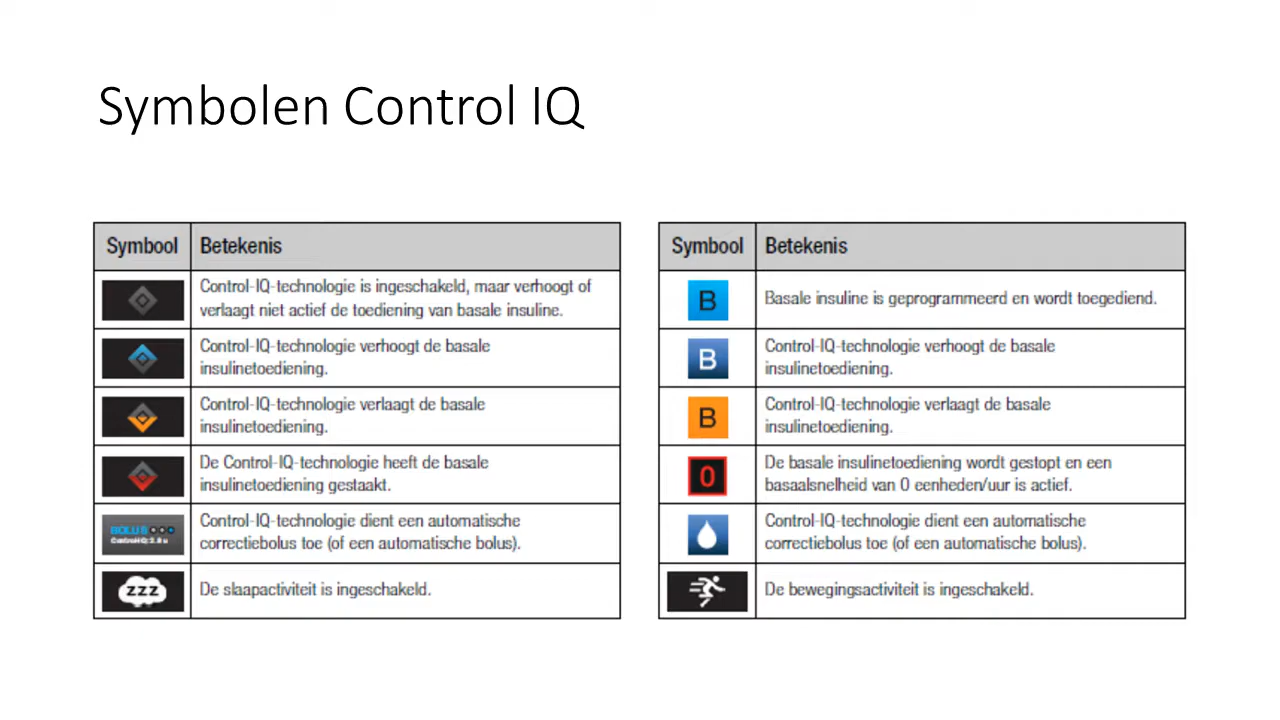 Symbolen Control IQ
Symbool Betekenis
Control-IQ-technologie is ingeschakeld, maar verhoogt of
verlaagt niet actief de toediening van basale insuline.
Control-IQ-technologie verhoogt de basale
insulinetoediening.
Control-IQ-technologie verlaagt de basale
insulinetoediening.
De Control-IQ-technologie heeft de basale
insulinetoediening gestaakt.
BOLUS
Control-IQ-technologie dient een automatische
correctiebolus toe (of een automatische bolus).
zzz
De slaapactiviteit is ingeschakeld.
Symbool Betekenis
B
Basale insuline is geprogrammeerd en wordt toegediend.
B
Control-IQ-technologie verhoogt de basale
insulinetoediening.
B
Control-IQ-technologie verlaagt de basale
insulinetoediening.
0
De basale insulinetoediening wordt gestopt en een
basaalsnelheid van 0 eenheden/uur is actief.
Control-IQ-technologie dient een automatische
correctiebolus toe (of een automatische bolus).
De bewegingsactiviteit is ingeschakeld.